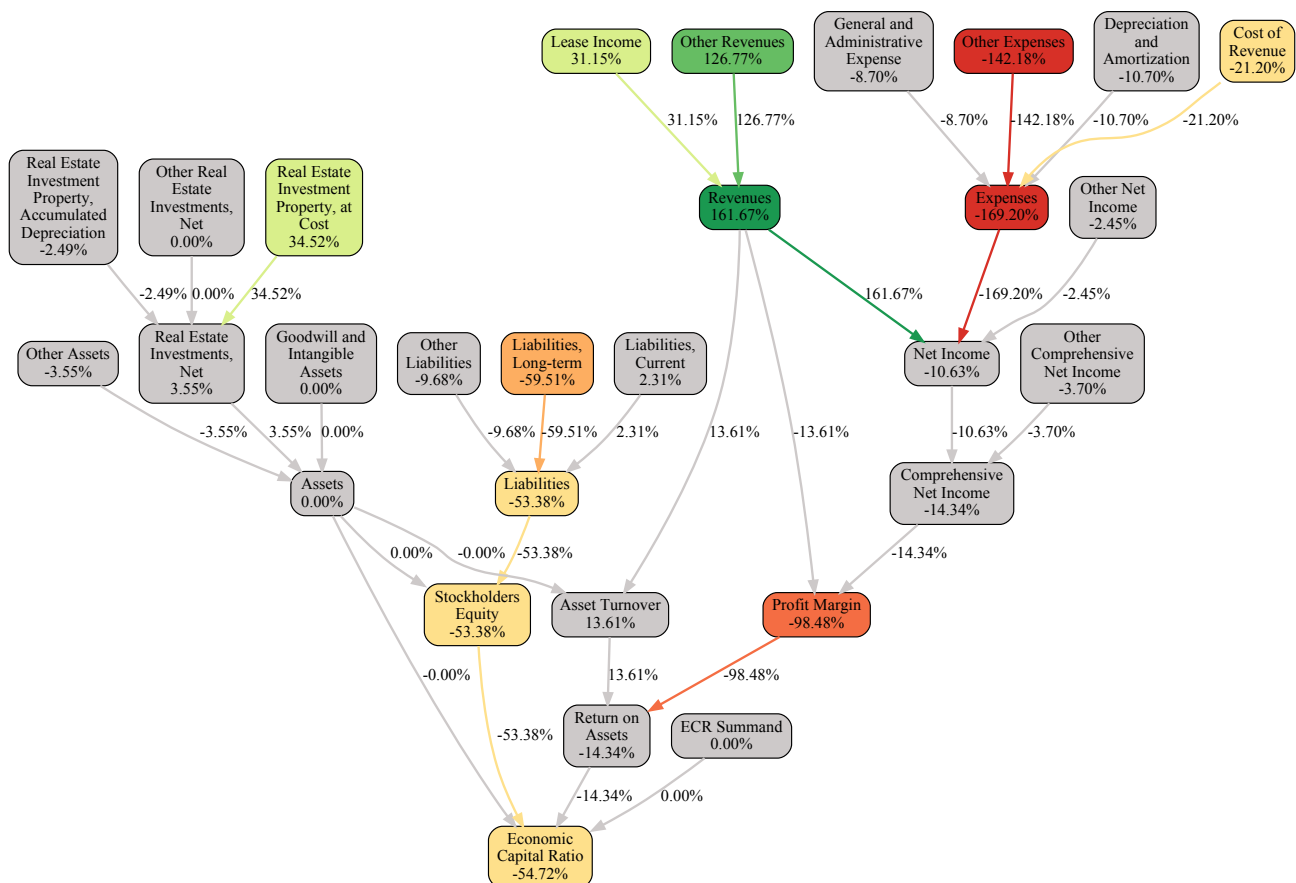 Lease Income
31.15%
Other Revenues
126.77%
General and
Administrative
Expense
-8.70%
Other Expenses
-142.18%
Depreciation
and
Amortization
-10.70%
Cost of
Revenue
-21.20%
31.15%
126.77%
-8.70%
-142.18%
-10.70%
-21.20%
Real Estate
Investment
Property,
Accumulated
Depreciation
-2.49%
Other Real
Estate
Investments,
Net
0.00%
Real Estate
Investment
Property, at
Cost
34.52%
Revenues
161.67%
Expenses
-169.20%
Other Net
Income
-2.45%
-2.49%
0.00%
34.52%
161.67%
-169.20%
-2.45%
Other Assets
-3.55%
Real Estate
Investments,
Net
3.55%
Goodwill and
Intangible
Assets
0.00%
Other
Liabilities
-9.68%
Liabilities,
Long-term
-59.51%
Liabilities,
Current
2.31%
Net Income
-10.63%
Other
Comprehensive
Net Income
-3.70%
-3.55%
3.55%
0.00%
-9.68%
-59.51%
2.31%
13.61%
-13.61%
-10.63%
-3.70%
Assets
0.00%
Liabilities
-53.38%
Comprehensive
Net Income
-14.34%
0.00%
-0.00%
-53.38%
-14.34%
Stockholders
Equity
-53.38%
Asset Turnover
13.61%
Profit Margin
-98.48%
-0.00%
13.61%
-98.48%
-53.38%
Return on
Assets
-14.34%
ECR Summand
0.00%
-14.34%
0.00%
Economic
Capital Ratio
-54.72%